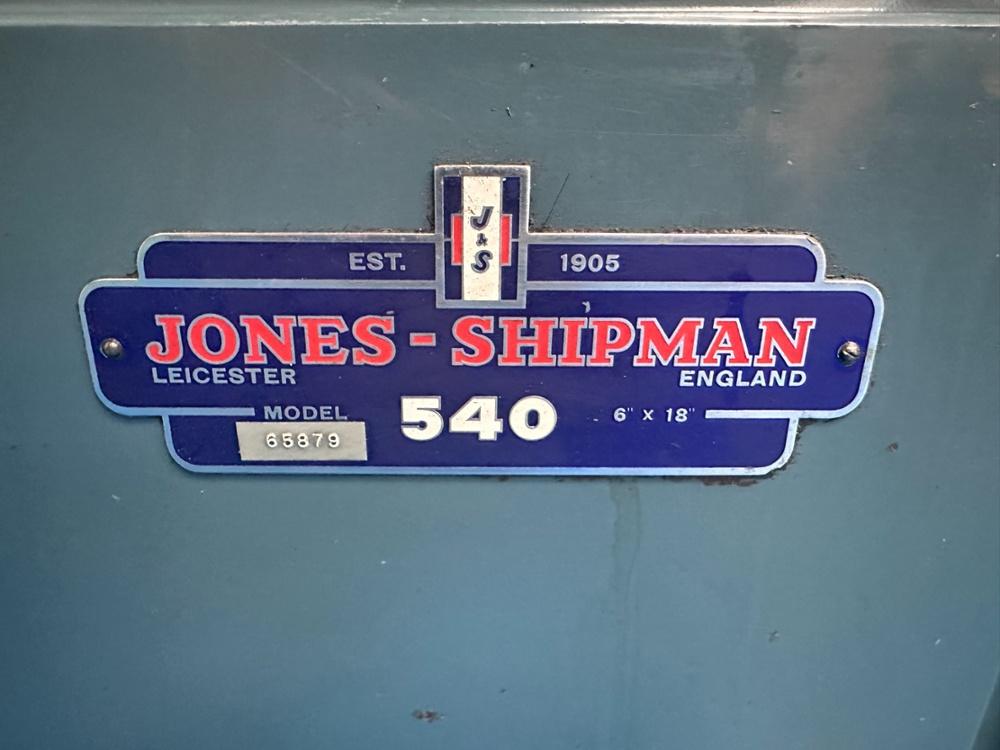 J
&
S
EST. 1905
JONES-SHIPMAN
LEICESTER ENGLAND
MODEL 540 6" x 18"
65879